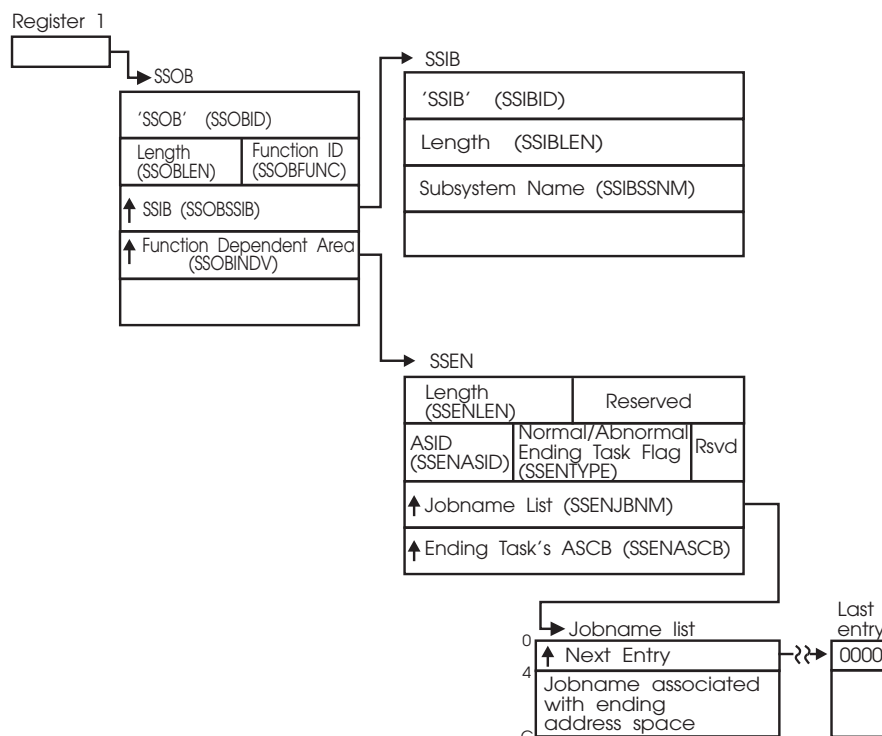 Register 1
SSOB
'SSOB' (SSOBID)
Length
(SSOBLEN)
Function ID
(SSOBFUNC)
SSIB (SSOBSSIB)
Function Dependent Area
(SSOBINDV)
SSIB
'SSIB' (SSIBID)
Length (SSIBLEN)
Subsystem Name (SSIBSSNM)
SSEN
Length
(SSENLEN)
Reserved
ASID
(SSENASID)
Normal/Abnormal
Ending Task Flag
(SSENTYPE)
Rsvd
Jobname List (SSENJBNM)
Ending Task's ASCB (SSENASCB)
Jobname list
0
Next Entry
4
Jobname associated
with ending
address space
C
Last
entry
0000